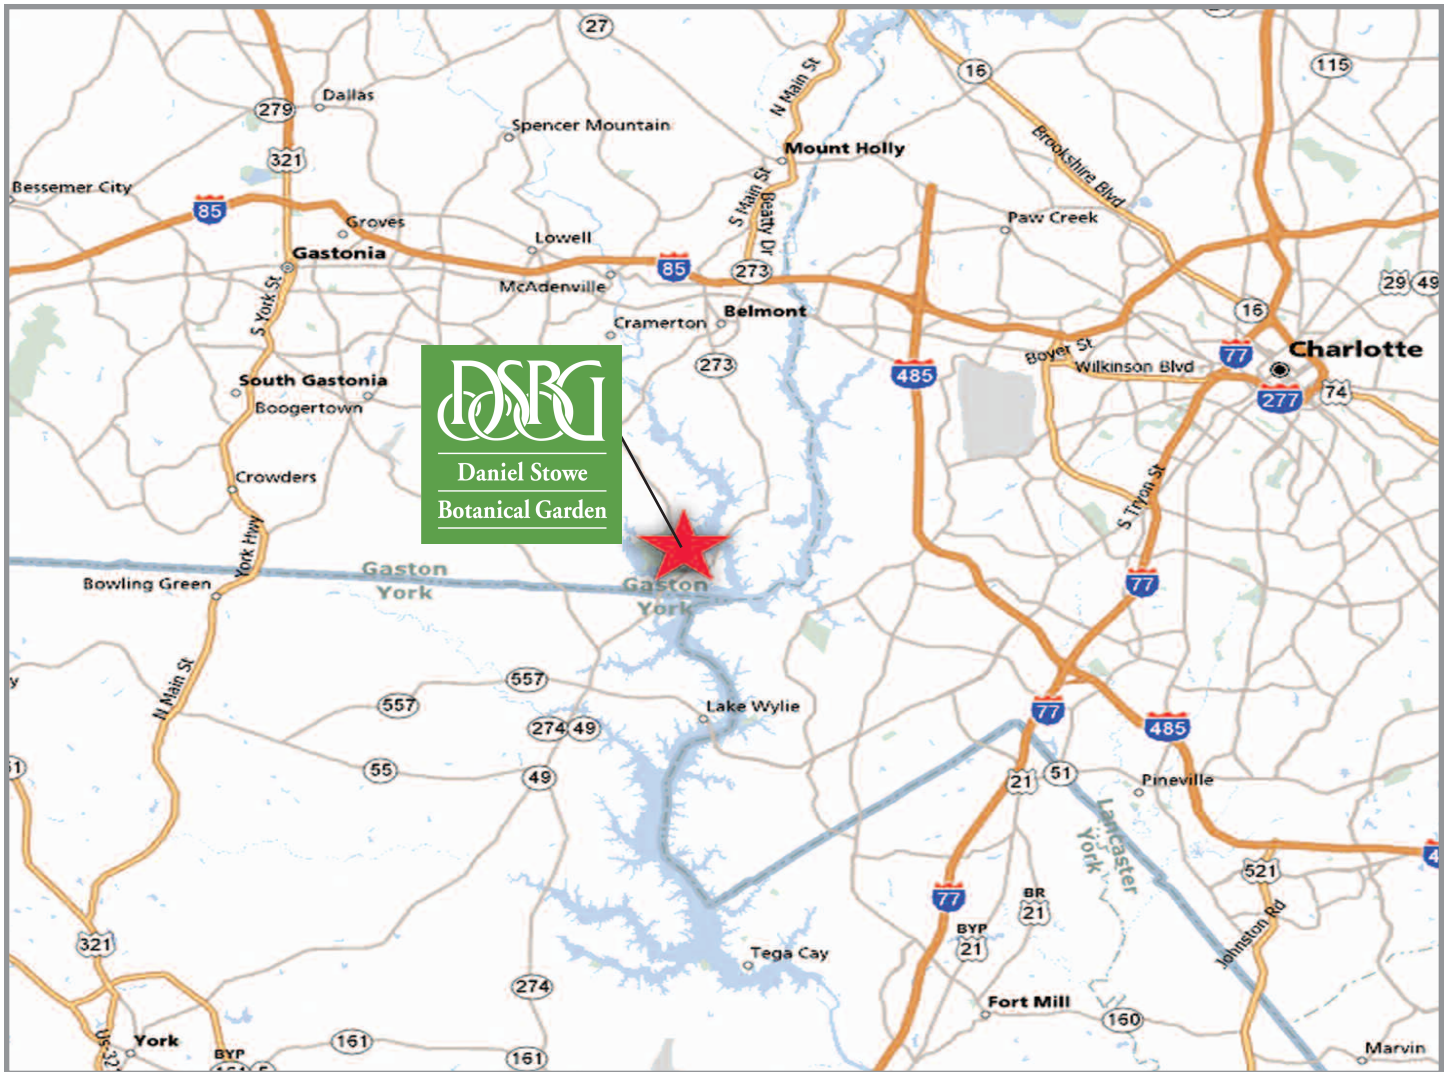 27
16
115
N Main St
279
Dallas
Spencer Mountain
Brookshire Blvd
321
Mount Holly
Bessemer City
S Main St
Beatty Dr
85
Groves
Paw Creek
Lowell
Gastonia
85
273
McAdenville
29
49
S York St
Cramerton
Belmont
16
Boyer St
77
Charlotte
273
Wilkinson Blvd
485
South Gastonia
74
277
Boogertown
DSBG
Daniel Stowe
Botanical Garden
Crowders
S Tryon St
York Hwy
Gaston
York
Bowling Green
77
Gaston
York
N Main St
557
557
Lake Wylie
77
274
49
485
55
49
21
51
Pineville
Lancaster
York
4
521
77
BR
21
BYP
21
321
Johnston Rd
Tega Cay
274
Fort Mill
160
York
161
161
BYP
Marvin